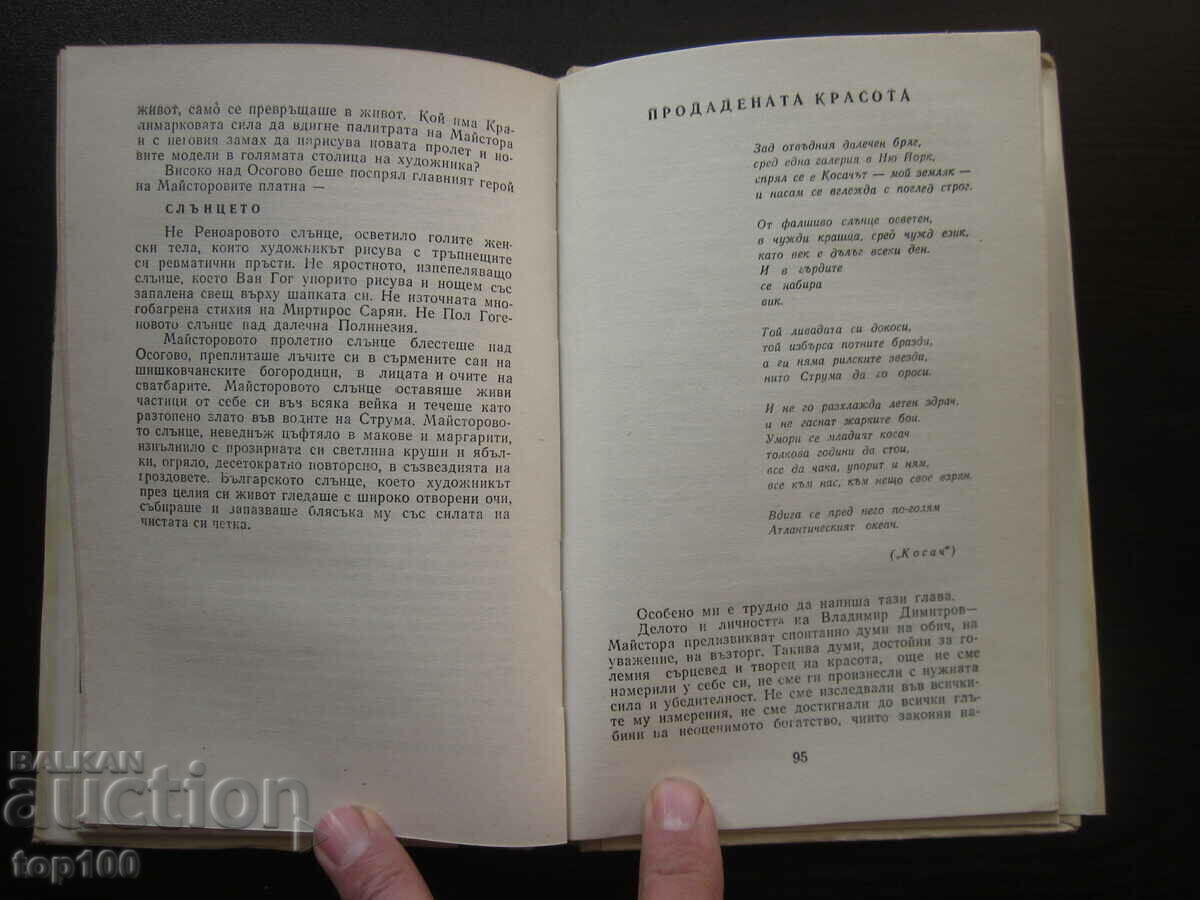 живот, само се превръщаше в живот. Кой има Кра-
лимарковата сила да вдигне палитрата на Майстора
и с неговия замах да нарисува новата пролет и но-
вите модели в голямата столица на художника?
Високо над Осогово беше поспрял главният герой
на Майсторовите платна —
СЛЪНЦЕТО
Не Реноаровото слънце, осветило голите жен-
ски тела, които художникът рисува с тръпнещите
си ревматични пръсти. Не яростното, изпепеляващо
слънце, което Ван Гог упорито рисува и нощем със
запалена свещ върху шапката си. Не източната мно-
гобагрена стихия на Миртирос Сарян. Не Пол Гоге-
новото слънце над далечна Полинезия.
Майсторовото пролетно слънце блестеше над
Осогово, преплиташе лъчите си в сърмените саи на
шишковчанските богородици, в лицата и очите на
сватбарите. Майсторовото слънце оставяше живи
частици от себе си във всяка вейка и течеше като
разтопено злато във водите на Струма. Майсторово-
то слънце, неведнъж цъфтяло в макове и маргарити,
изпълнило с прозирната си светлина круши и ябъл-
ки, огряло, десетократно повторено, в съзвездията на
гроздовете. Българското слънце, което художникът
през целия си живот гледаше с широко отворени очи,
събираше и запазваше блясъка му със силата на
чистата си четка.
ПРОДАДЕНАТА КРАСОТА
Зад отвъдния далечен бряг,
сред една галерия в Ню Йорк,
спрял се е Косачът — мой земляк —
и насам се вглежда с поглед строг.
От фалшиво слънце осветен,
в чужди краища, сред чужд език,
като век е дълъг всеки ден.
И в гърдите
се набира
вик.
Той ливадата си докоси,
той избърса потните бразди,
а ги няма рилските звезди,
нито Струма да го ороси.
И не го разхлажда летен здрач,
и не гаснат жарките бои.
Умори се младият косач
толкова години да стои,
все да чака, упорит и ням,
все към нас, към нещо свое взрян.
Вдига се пред него по-голям
Атлантическият океан.
(„Косач“)
Особено ми е трудно да напиша тази глава.
Делото и личността на Владимир Димитров—
Майстора предизвикват спонтанно думи на обич, на
уважение, на възторг. Такива думи, достойни за го-
лемия сърцевед и творец на красота, още не сме
намерили у себе си, не сме ги произнесли с нужната
сила и убедителност. Не сме изследвали във всички-
те му измерения, не сме достигнали до всички глъ-
бини на неоценимото богатство, чиито законни на-
95
BALKAN
auction
top100